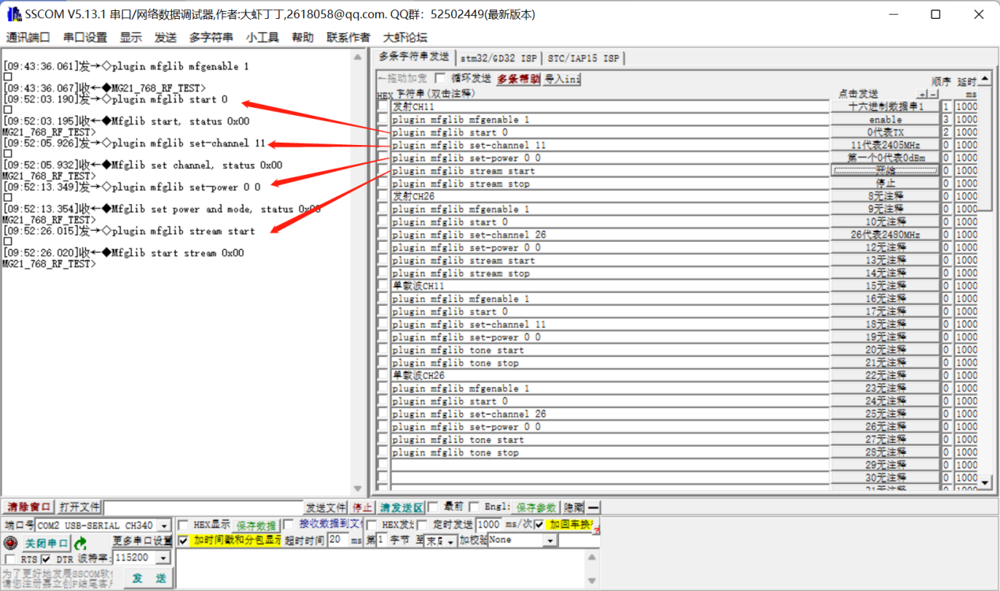 SSCOM V5.13.1 串口/网络数据调试器,作者:大虾丁丁,2618058@qq.com. QQ群：52502449(最新版本)
通讯端口 串口设置 显示 发送 多字符串 小工具 帮助 联系作者 大虾论坛
[09:43:36.061]发→◇plugin mfglib mfgenable 1
□
[09:43:36.067]收←◆MG21_768_RF_TEST>
[09:52:03.190]发→◇plugin mfglib start 0
□
[09:52:03.195]收←◆Mfglib start, status 0x00
MG21_768_RF_TEST>
[09:52:05.926]发→◇plugin mfglib set-channel 11
□
[09:52:05.932]收←◆Mfglib set channel, status 0x00
MG21_768_RF_TEST>
[09:52:13.349]发→◇plugin mfglib set-power 0 0
□
[09:52:13.354]收←◆Mfglib set power and mode, status 0x00
MG21_768_RF_TEST>
[09:52:26.015]发→◇plugin mfglib stream start
□
[09:52:26.020]收←◆Mfglib start stream 0x00
MG21_768_RF_TEST>
多条字符串发送 stm32/GD32 ISP STC/IAP15 ISP
←拖动加宽 循环发送 多条帮助 导入ini
顺序 延时
HEX 字符串(双击注释) 点击发送 +- ms
发射CH11 十六进制数据串1 1 1000
plugin mfglib mfgenable 1 enable 3 1000
plugin mfglib start 0 0代表TX 2 1000
plugin mfglib set-channel 11 11代表2405MHz 0 1000
plugin mfglib set-power 0 0 第一个0代表0dBm 0 1000
plugin mfglib stream start 开始 0 1000
plugin mfglib stream stop 停止 0 1000
发射CH26 8无注释 0 1000
plugin mfglib mfgenable 1 9无注释 0 1000
plugin mfglib start 0 10无注释 0 1000
plugin mfglib set-channel 26 26代表2480MHz 0 1000
plugin mfglib set-power 0 0 12无注释 0 1000
plugin mfglib stream start 13无注释 0 1000
plugin mfglib stream stop 14无注释 0 1000
单载波CH11 15无注释 0 1000
plugin mfglib mfgenable 1 16无注释 0 1000
plugin mfglib start 0 17无注释 0 1000
plugin mfglib set-channel 11 18无注释 0 1000
plugin mfglib set-power 0 0 19无注释 0 1000
plugin mfglib tone start 20无注释 0 1000
plugin mfglib tone stop 21无注释 0 1000
单载波CH26 22无注释 0 1000
plugin mfglib mfgenable 1 23无注释 0 1000
plugin mfglib start 0 24无注释 0 1000
plugin mfglib set-channel 26 25无注释 0 1000
plugin mfglib set-power 0 0 26无注释 0 1000
plugin mfglib tone start 27无注释 0 1000
plugin mfglib tone stop 28无注释 0 1000
29无注释 0 1000
30无注释 0 1000
清除窗口 打开文件 发送文件 停止 清发送区 最前 Engli: 保存参数 隐藏
端口号 COM2 USB-SERIAL CH340 HEX显示 保存数据 接收数据到文 HEX发 定时发送 1000 ms/次 加回车换
关闭串口 更多串口设置 加时间戳和分包显示 超时时间 20 ms 第1 字节 至 末 加校验 None
RTS DTR 波特率: 115200
为了更好地发展SSCOM软
请您注册嘉立创F结尾客
发 送